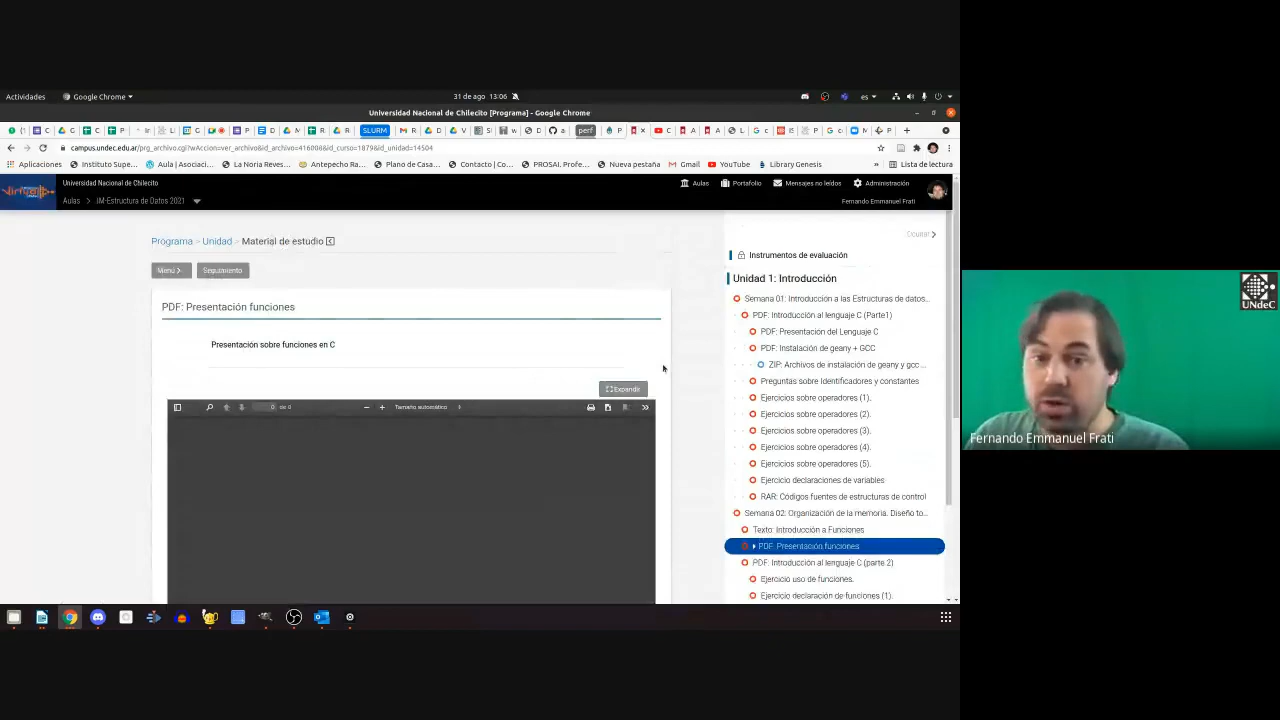 Actividades
Google Chrome
31 de ago 13:06
es
Universidad Nacional de Chilecito [Programa] - Google Chrome
SLURM
perf
campus.undec.edu.ar/prg_archivo.cgi?wAccion=ver_archivo&id_archivo=416006&id_curso=1879&id_unidad=14504
Aplicaciones
Instituto Supe...
Aula | Asociaci...
La Noria Reves...
Antepecho Ra...
Plano de Casa...
Contacto | Co...
PROSAI. Profe...
Nueva pestaña
Gmail
YouTube
Library Genesis
»
Lista de lectura
Universidad Nacional de Chilecito
Aulas
Portafolio
Mensajes no leídos
Administración
Aulas > .IM-Estructura de Datos 2021
Fernando Emmanuel Frati
Programa > Unidad > Material de estudio
Menú
Seguimiento
PDF: Presentación funciones
Presentación sobre funciones en C
Expandir
Tamaño automático
Ocultar
Instrumentos de evaluación
Unidad 1: Introducción
Semana 01: Introducción a las Estructuras de datos...
PDF: Introducción al lenguaje C (Parte1)
PDF: Presentación del Lenguaje C
PDF: Instalación de geany + GCC
ZIP: Archivos de instalación de geany y gcc ...
Preguntas sobre Identificadores y constantes
Ejercicios sobre operadores (1).
Ejercicios sobre operadores (2).
Ejercicios sobre operadores (3).
Ejercicios sobre operadores (4).
Ejercicios sobre operadores (5).
Ejercicio declaraciones de variables
RAR: Códigos fuentes de estructuras de control
Semana 02: Organización de la memoria. Diseño to...
Texto: Introducción a Funciones
PDF: Presentación funciones
PDF: Introducción al lenguaje C (parte 2)
Ejercicio uso de funciones.
Ejercicio declaración de funciones (1).
UNdeC
Fernando Emmanuel Frati